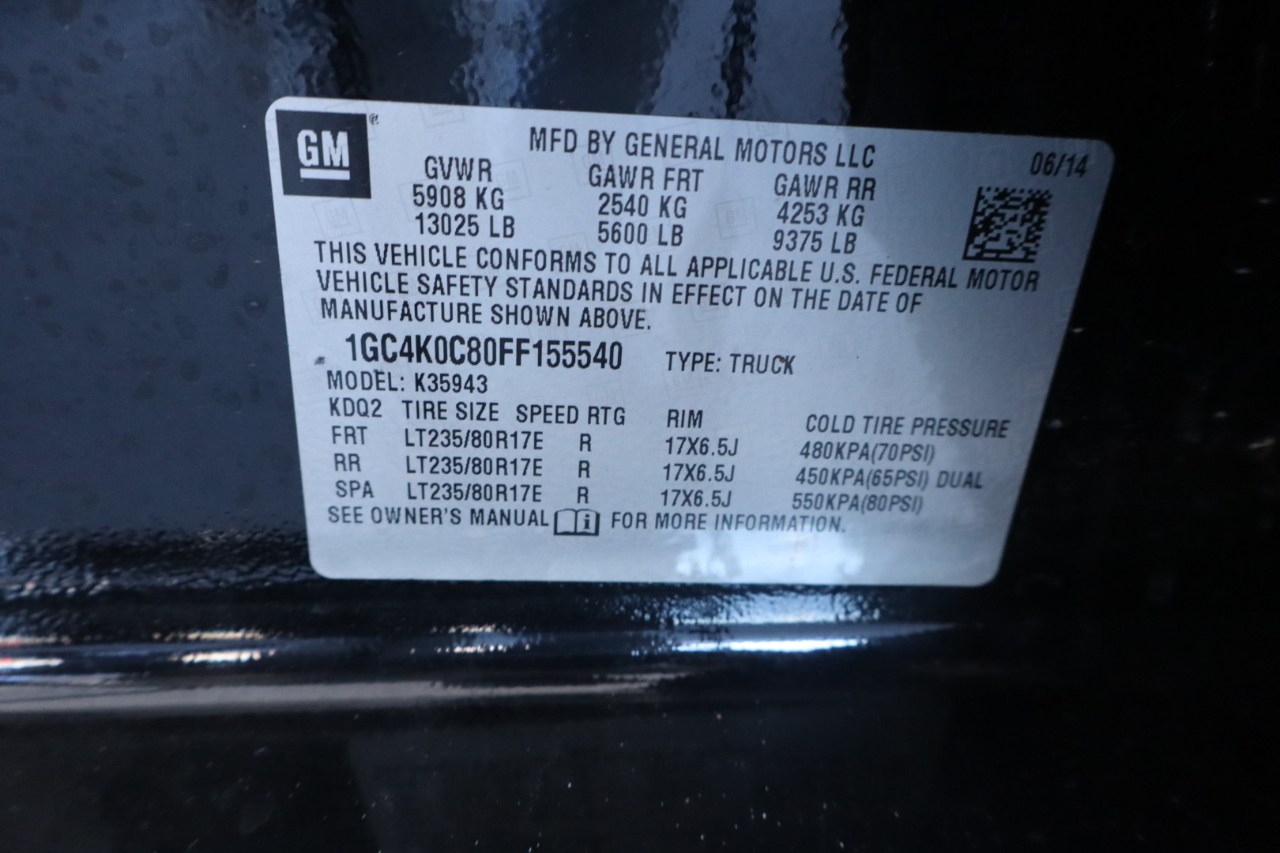 GM®
MFD BY GENERAL MOTORS LLC 06/14
GVWR GAWR FRT GAWR RR
5908 KG 2540 KG 4253 KG
13025 LB 5600 LB 9375 LB
THIS VEHICLE CONFORMS TO ALL APPLICABLE U.S. FEDERAL MOTOR
VEHICLE SAFETY STANDARDS IN EFFECT ON THE DATE OF
MANUFACTURE SHOWN ABOVE.
1GC4K0C80FF155540 TYPE: TRUCK
MODEL: K35943
KDQ2 TIRE SIZE SPEED RTG RIM COLD TIRE PRESSURE
FRT LT235/80R17E R 17X6.5J 480KPA(70PSI)
RR LT235/80R17E R 17X6.5J 450KPA(65PSI) DUAL
SPA LT235/80R17E R 17X6.5J 550KPA(80PSI)
SEE OWNER'S MANUAL i FOR MORE INFORMATION.